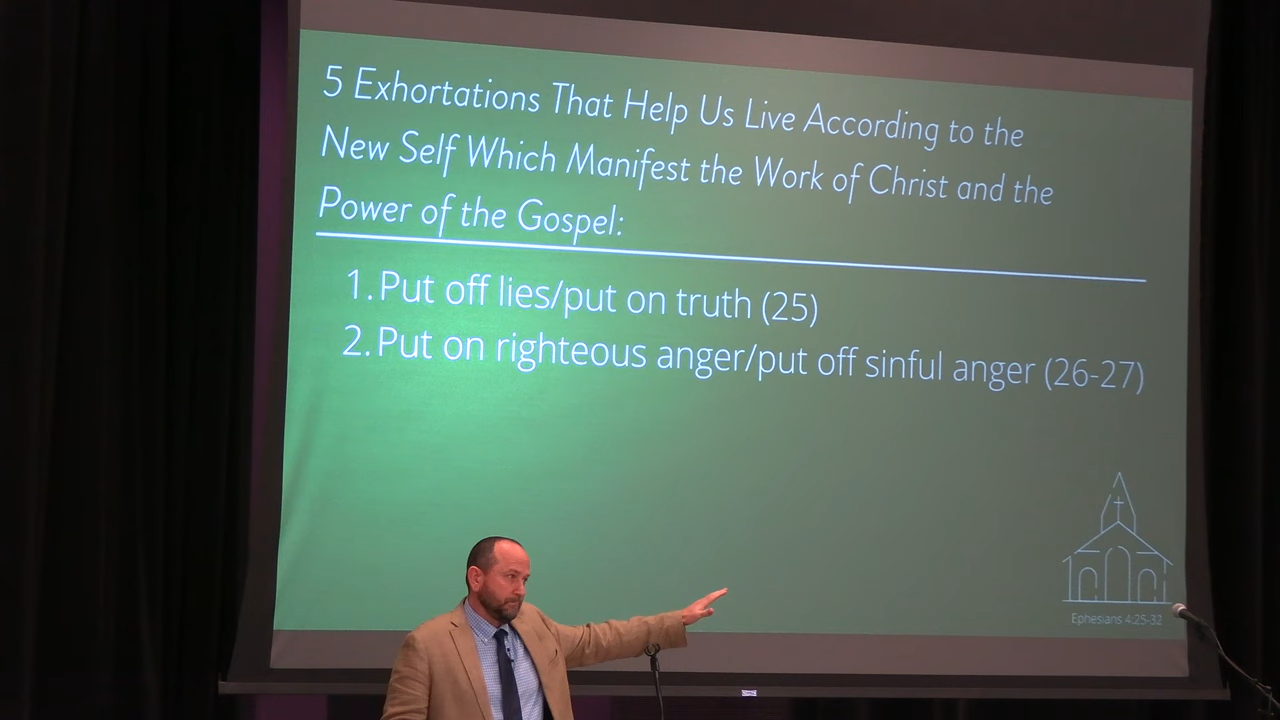 5 Exhortations That Help Us Live According to the
New Self Which Manifest the Work of Christ and the
Power of the Gospel:
1. Put off lies/put on truth (25)
2. Put on righteous anger/put off sinful anger (26-27)
Ephesians 4:25-32